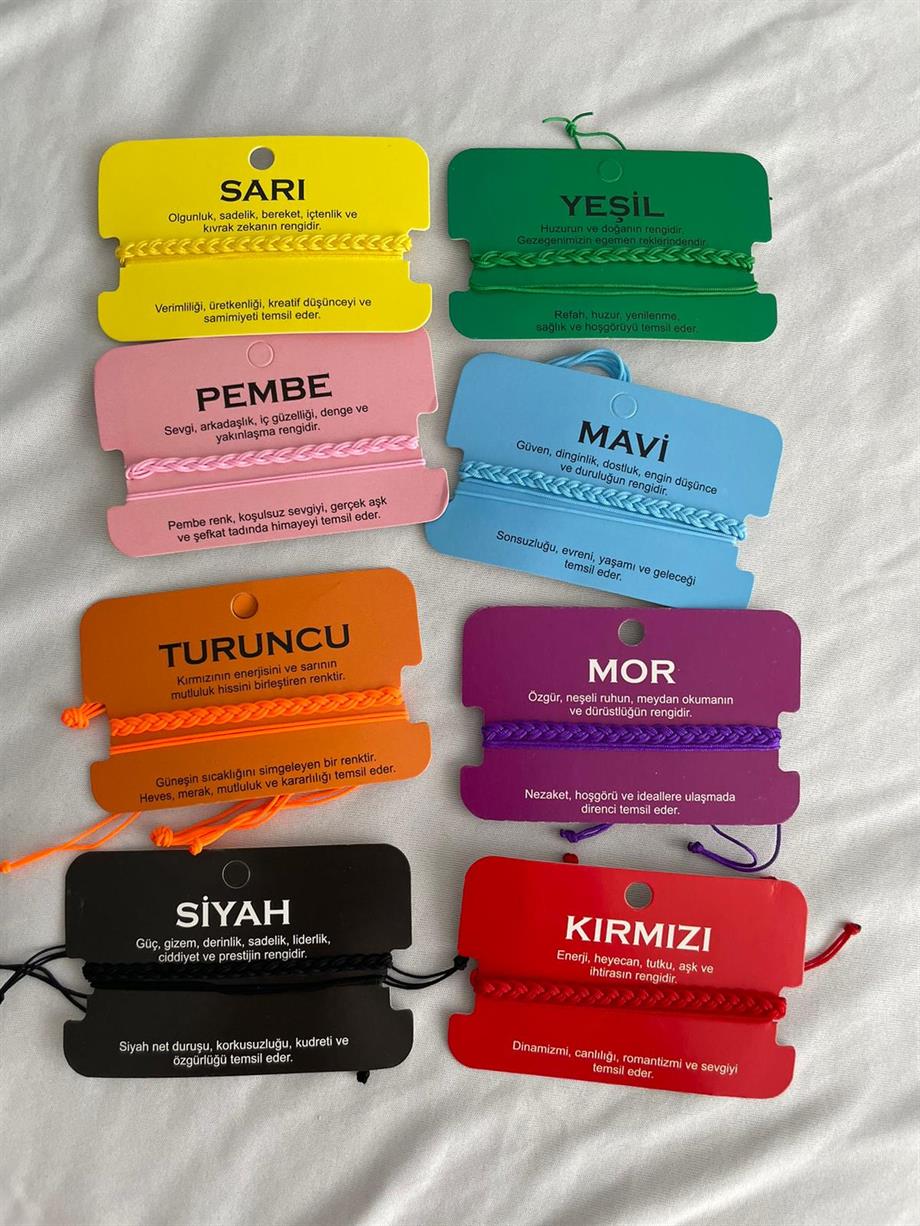 SARI
Olgunluk, sadelik, bereket, içtenlik ve
kıvrak zekanın rengidir.
Verimliliği, üretkenliği, kreatif düşünceyi ve
samimiyeti temsil eder.
YEŞİL
Huzurun ve doğanın rengidir.
Gezegenimizin egemen reklerindendir.
Refah, huzur, yenilenme,
sağlık ve hoşgörüyü temsil eder.
PEMBE
Sevgi, arkadaşlık, iç güzelliği, denge ve
yakınlaşma rengidir.
Pembe renk, koşulsuz sevgiyi, gerçek aşk
ve şefkat tadında himayeyi temsil eder.
MAVİ
Güven, dinginlik, dostluk, engin düşünce
ve duruluğun rengidir.
Sonsuzluğu, evreni, yaşamı ve geleceği
temsil eder.
TURUNCU
Kırmızının enerjisini ve sarının
mutluluk hissini birleştiren renktir.
Güneşin sıcaklığını simgeleyen bir renktir.
Heves, merak, mutluluk ve kararlılığı temsil eder.
MOR
Özgür, neşeli ruhun, meydan okumanın
ve dürüstlüğün rengidir.
Nezaket, hoşgörü ve ideallere ulaşmada
direnci temsil eder.
SİYAH
Güç, gizem, derinlik, sadelik, liderlik,
ciddiyet ve prestijin rengidir.
Siyah net duruşu, korkusuzluğu, kudreti ve
özgürlüğü temsil eder.
KIRMIZI
Enerji, heyecan, tutku, aşk ve
ihtirasın rengidir.
Dinamizmi, canlılığı, romantizmi ve sevgiyi
temsil eder.